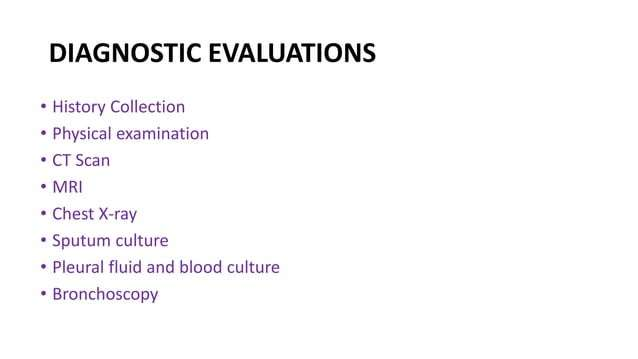 DIAGNOSTIC EVALUATIONS
• History Collection
• Physical examination
• CT Scan
• MRI
• Chest X-ray
• Sputum culture
• Pleural fluid and blood culture
• Bronchoscopy